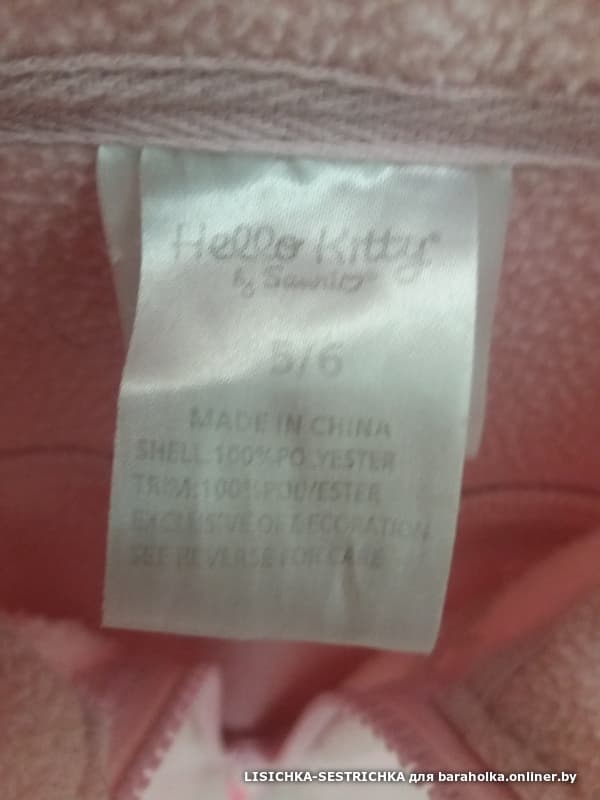 Hello Kitty
by Sanrio
5/6
MADE IN CHINA
SHELL:100%POLYESTER
TRIM:100%POLYESTER
EXCLUSIVE OF DECORATION
SEE REVERSE FOR CARE
LISICHKA-SESTRICHKA для baraholka.onliner.by